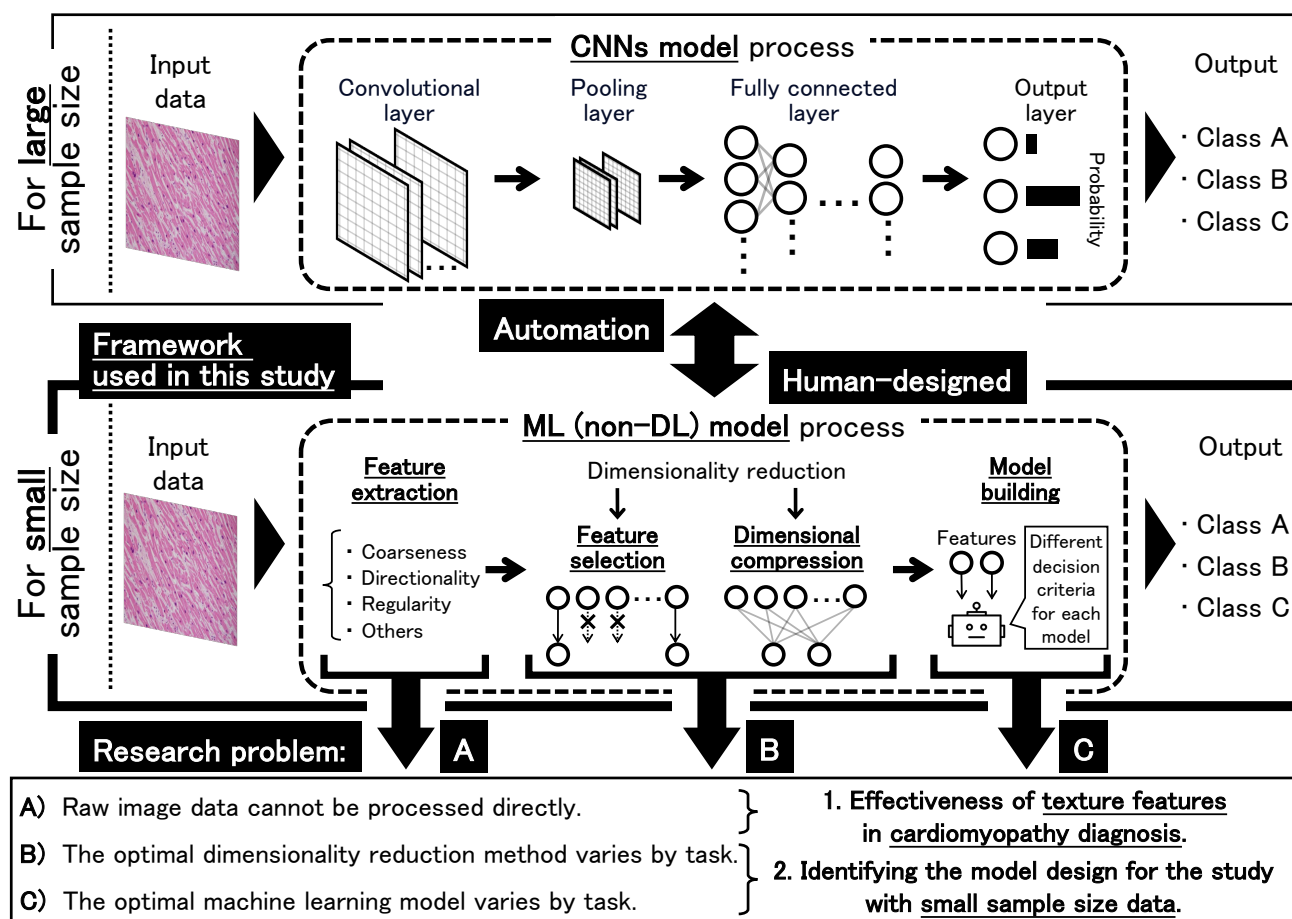 For large
sample size
Input
data
CNNs model process
Convolutional
layer
Pooling
layer
Fully connected
layer
Output
layer
Probability
Output
· Class A
· Class B
· Class C
Automation
Human-designed
Framework
used in this study
For small
sample size
Input
data
ML (non-DL) model process
Feature
extraction
· Coarseness
· Directionality
· Regularity
· Others
Dimensionality reduction
Feature
selection
Dimensional
compression
Model
building
Features
Different
decision
criteria
for each
model
Output
· Class A
· Class B
· Class C
Research problem:
A
B
C
A) Raw image data cannot be processed directly.
B) The optimal dimensionality reduction method varies by task.
C) The optimal machine learning model varies by task.
1. Effectiveness of texture features
in cardiomyopathy diagnosis.
2. Identifying the model design for the study
with small sample size data.